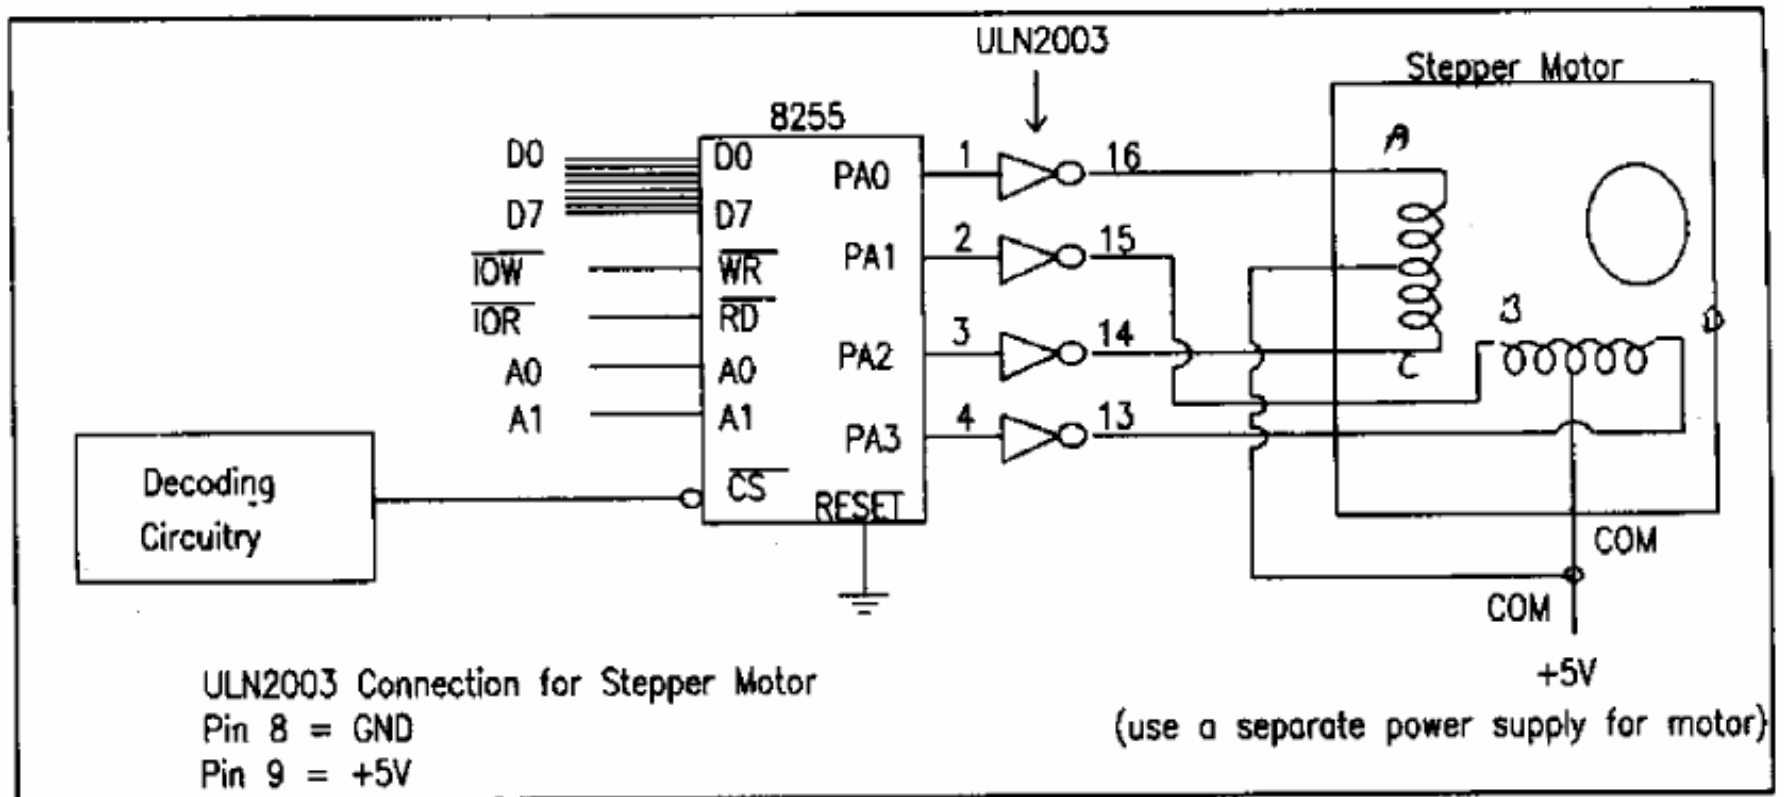 ULN2003
Stepper Motor
8255
D0
D7
IOW
IOR
A0
A1
D0
D7
WR
RD
A0
A1
CS
RESET
PA0
PA1
PA2
PA3
1
2
3
4
16
15
14
13
A
B
C
D
Decoding
Circuitry
COM
COM
+5V
(use a separate power supply for motor)
ULN2003 Connection for Stepper Motor
Pin 8 = GND
Pin 9 = +5V